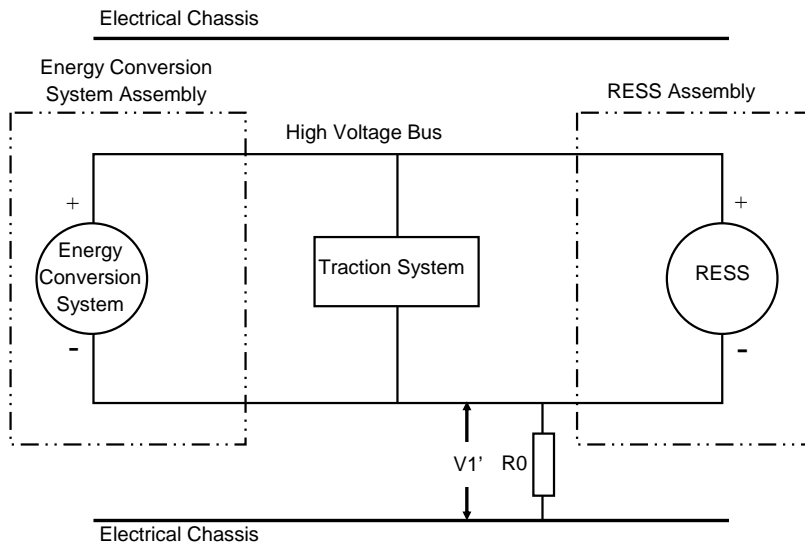 Electrical Chassis
Energy Conversion
System Assembly
RESS Assembly
High Voltage Bus
+
+
Energy
Conversion
System
Traction System
RESS
-
-
V1’
R0
Electrical Chassis